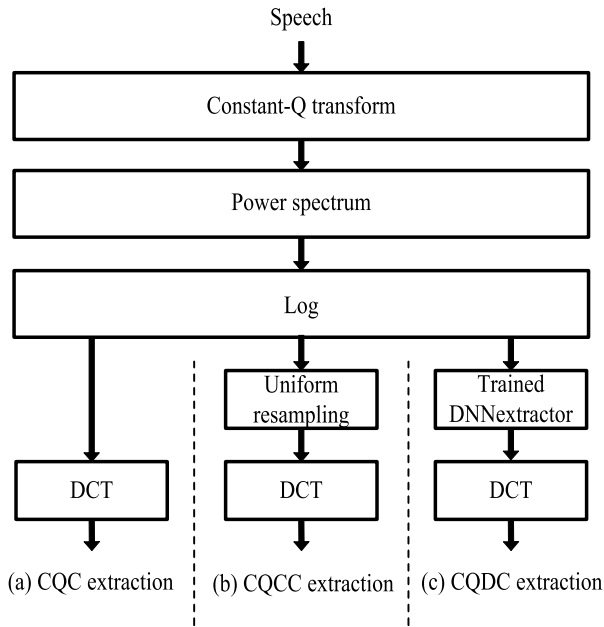 Speech
Constant-Q transform
Power spectrum
Log
Uniform
resampling
Trained
DNNextractor
DCT
DCT
DCT
(a) CQC extraction
(b) CQCC extraction
(c) CQDC extraction